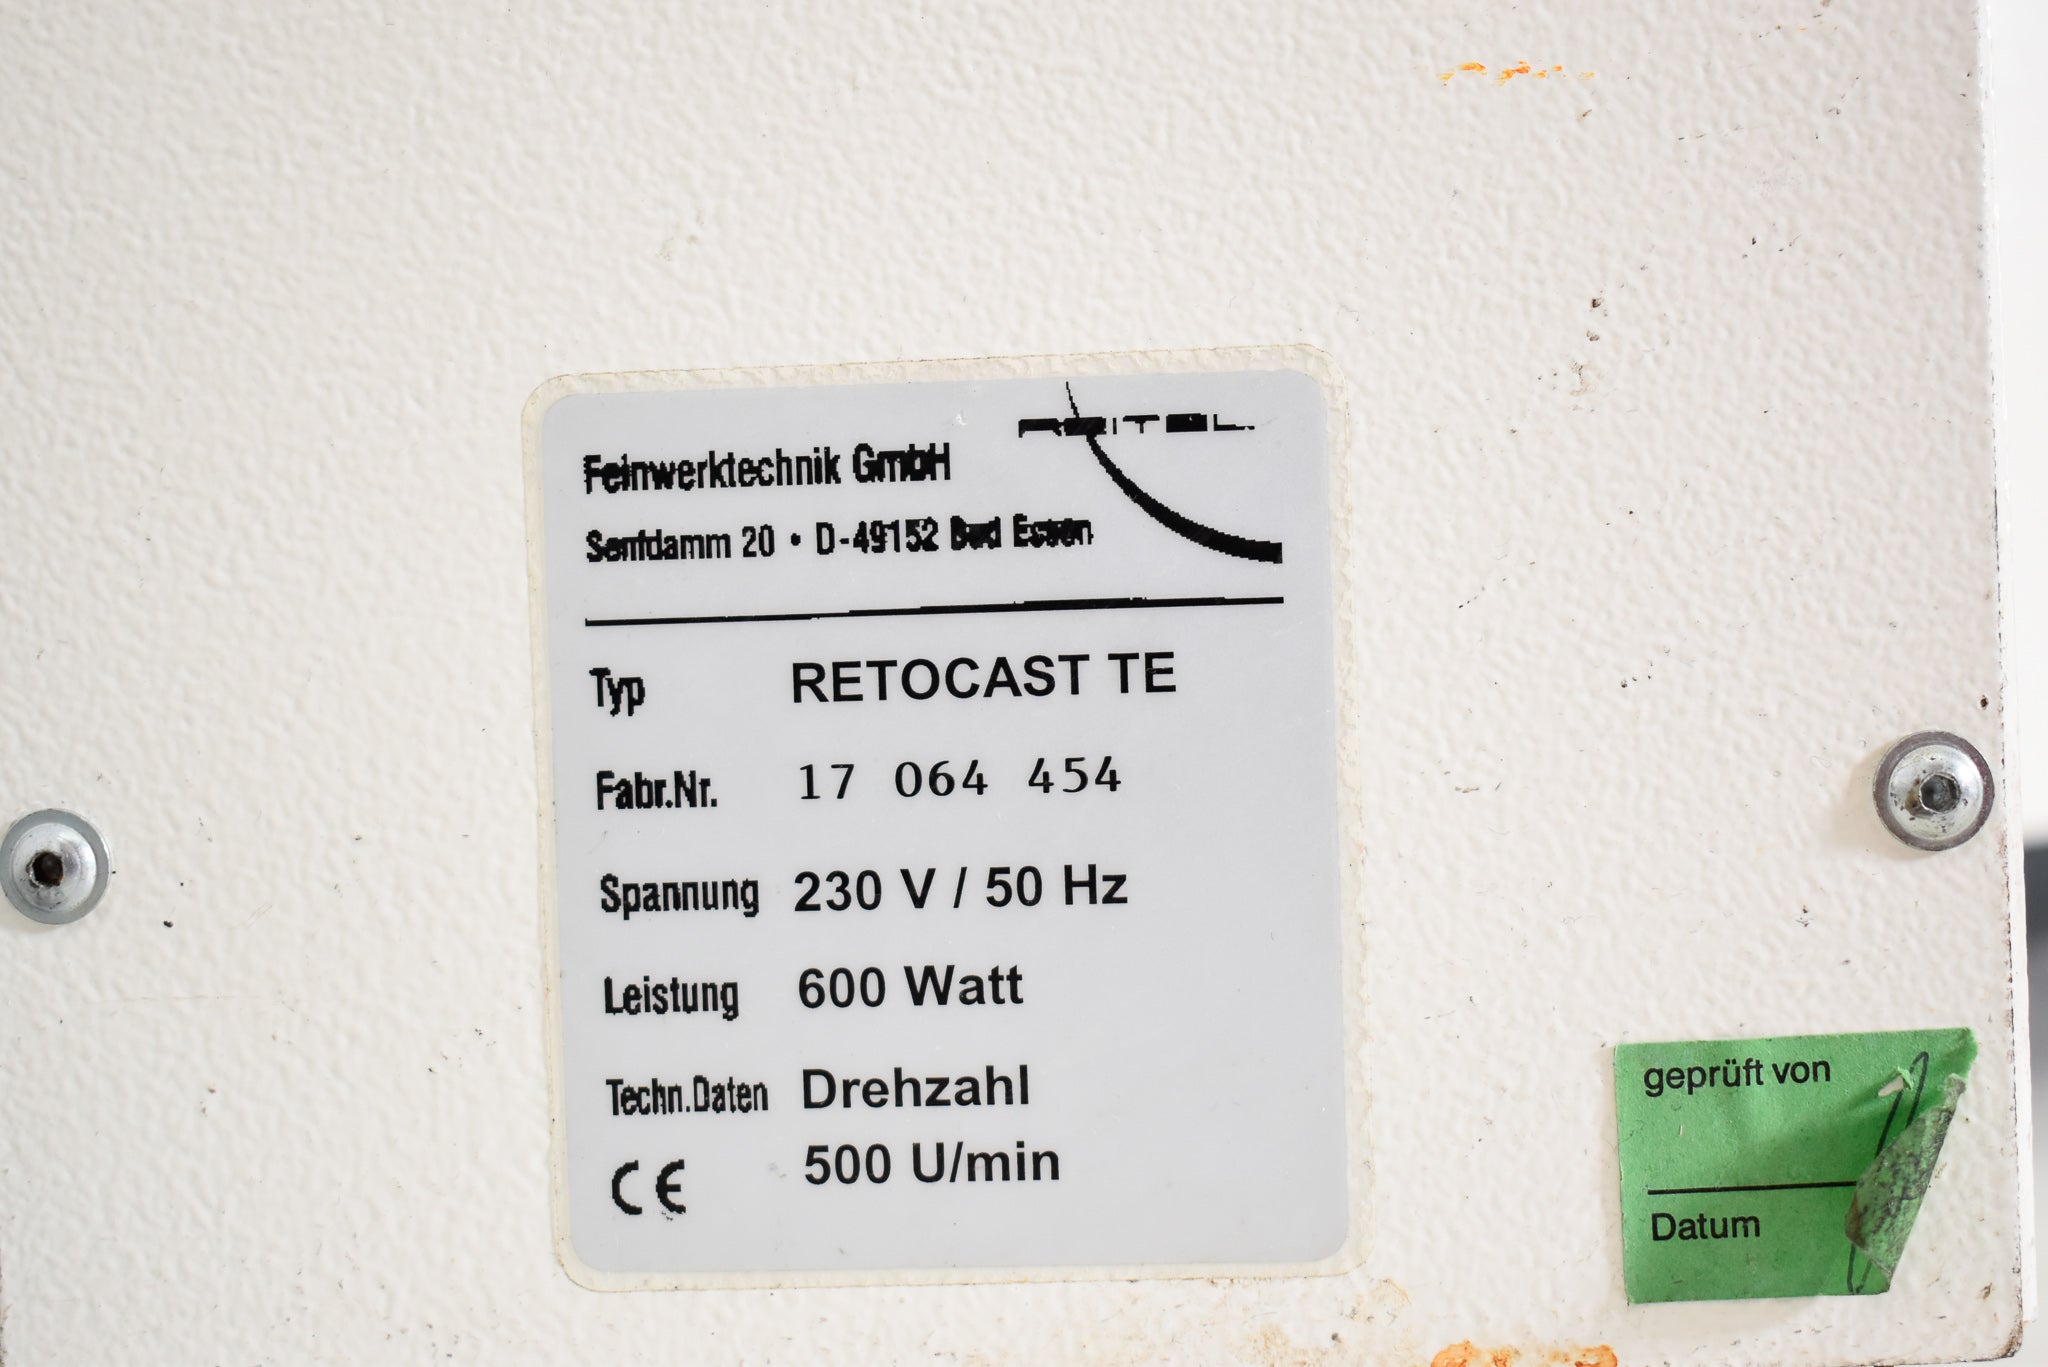 REITEL
Feinwerktechnik GmbH
Senfdamm 20 • D-49152 Bad Essen
Typ RETOCAST TE
Fabr.Nr. 17 064 454
Spannung 230 V / 50 Hz
Leistung 600 Watt
Techn.Daten Drehzahl
CE 500 U/min
geprüft von
Datum